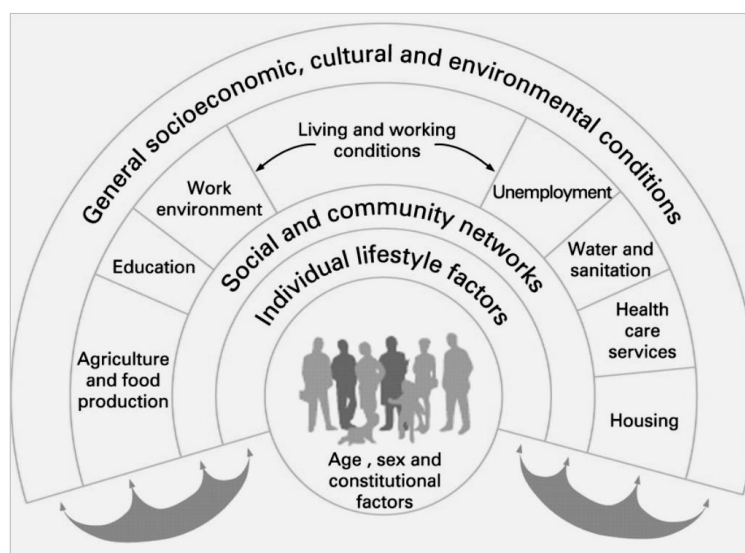 General socioeconomic, cultural and environmental conditions
Living and working
conditions
Work
environment
Unemployment
Education
Water and
sanitation
Agriculture
and food
production
Health
care
services
Housing
Social and community networks
Individual lifestyle factors
Age , sex and
constitutional
factors